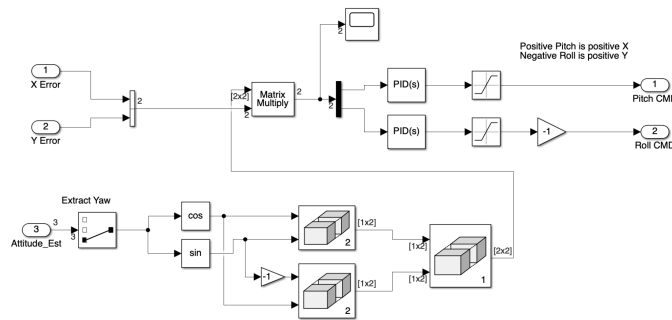 2
Positive Pitch is positive X
Negative Roll is positive Y
1
X Error
2
2
Y Error
[2x2]
2
Matrix
Multiply
2
2
PID(s)
1
Pitch CMD
PID(s)
-1
2
Roll CMD
Extract Yaw
3
Attitude_Est
3
3
cos
sin
-1
2
[1x2]
2
[1x2]
[1x2]
[1x2]
1
[2x2]